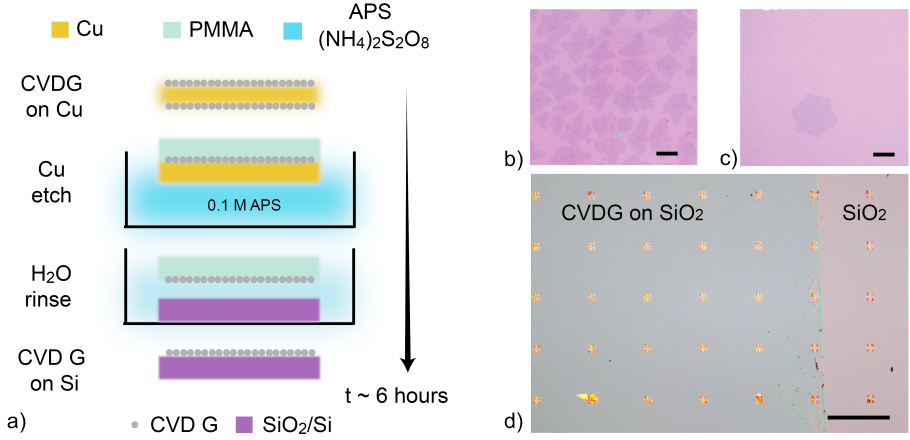 Cu
PMMA
APS
(NH₄)₂S₂O₈
CVDG
on Cu
Cu
etch
0.1 M APS
H₂O
rinse
CVD G
on Si
t ~ 6 hours
a)
CVD G
SiO₂/Si
b)
c)
CVDG on SiO₂
SiO₂
d)